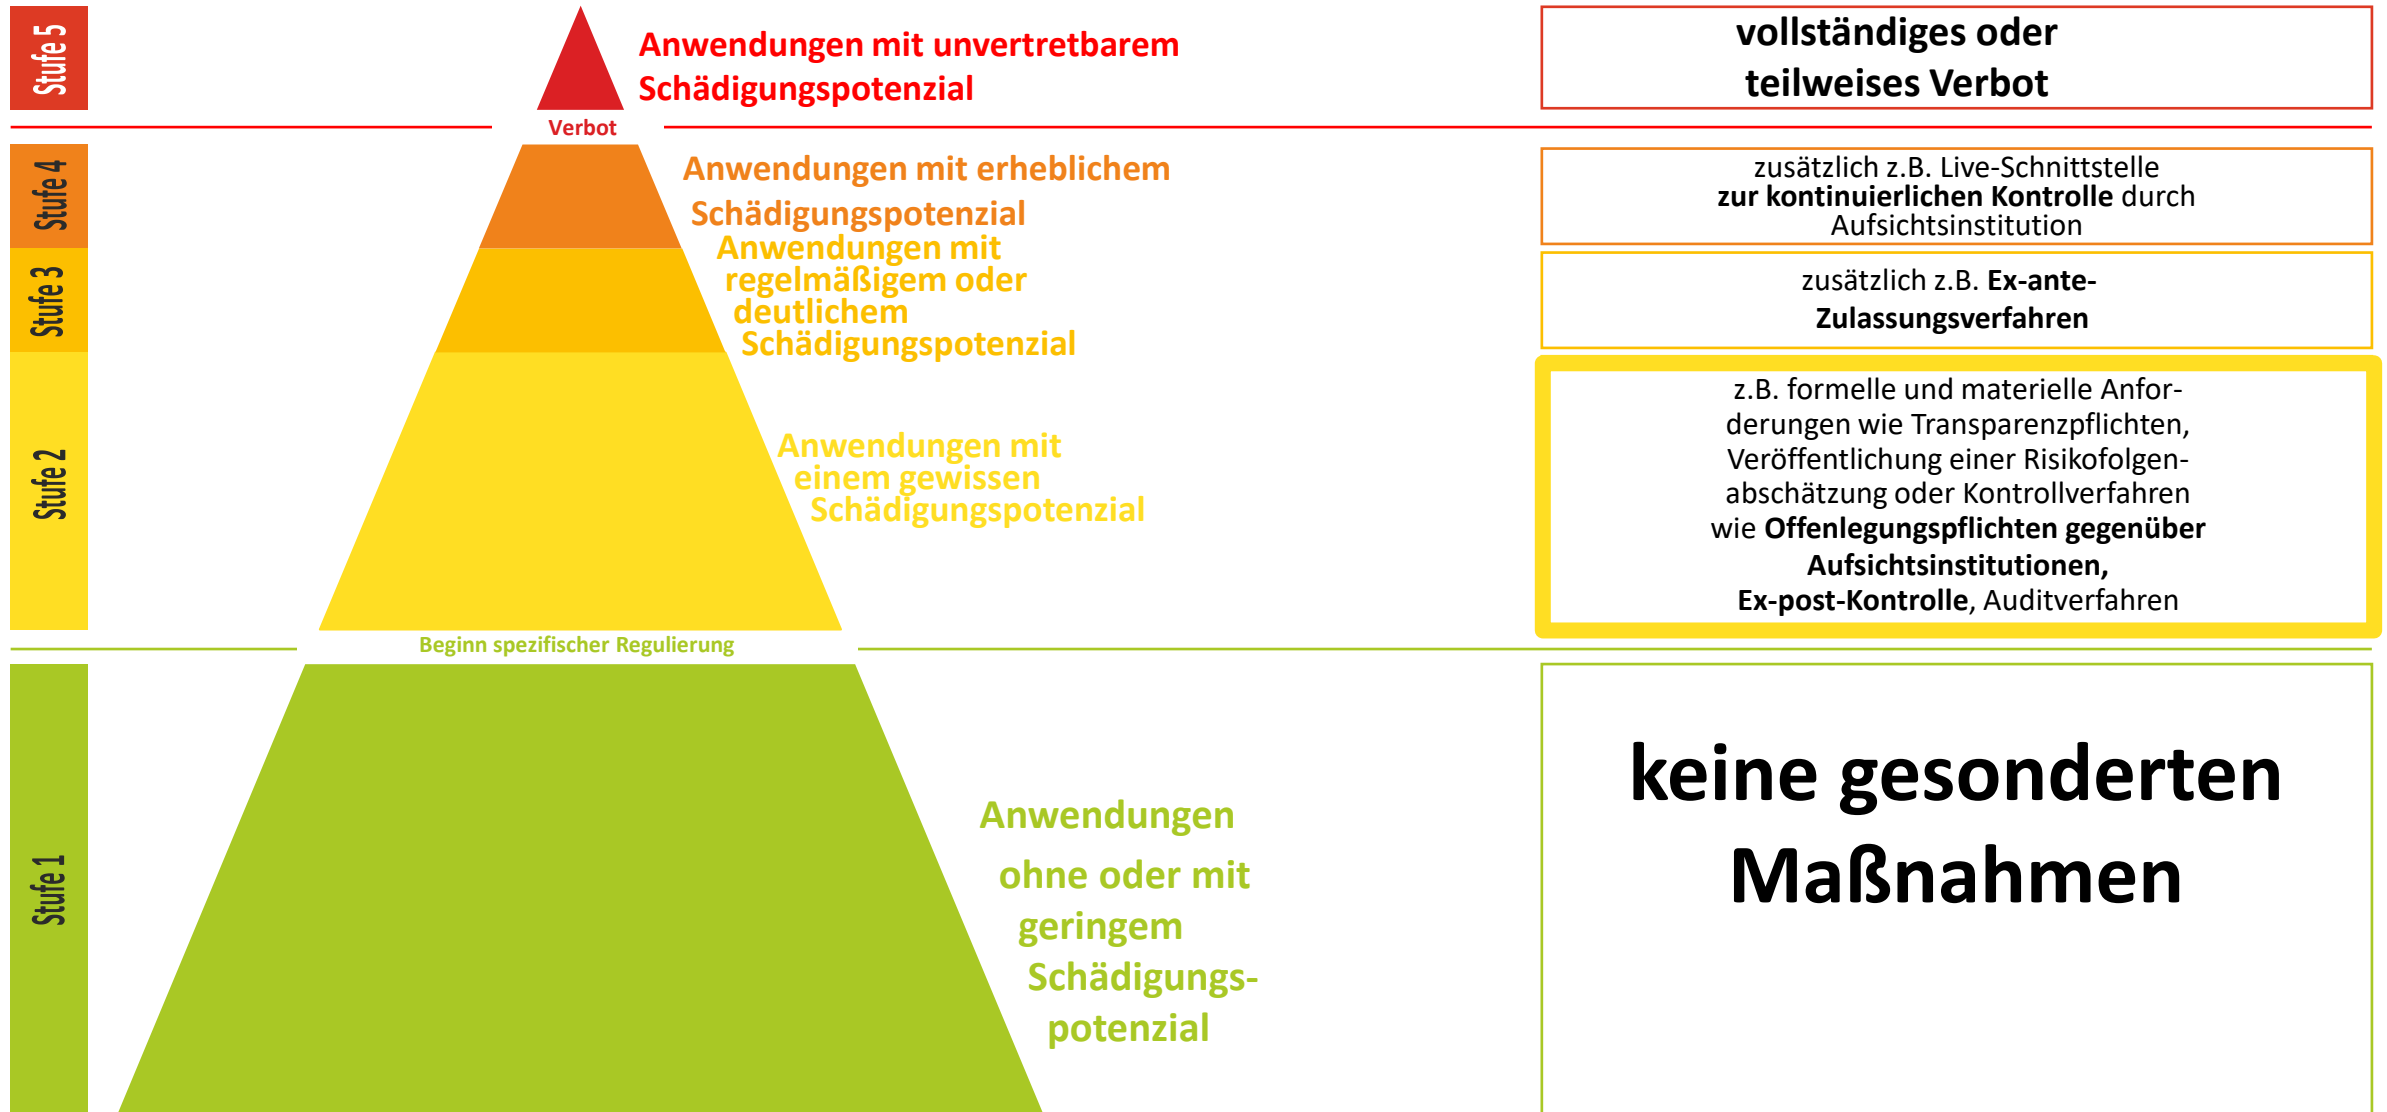 Stufe 5
Anwendungen mit unvertretbarem
Schädigungspotenzial
vollständiges oder
teilweises Verbot
Verbot
Stufe 4
Anwendungen mit erheblichem
Schädigungspotenzial
zusätzlich z.B. Live-Schnittstelle
zur kontinuierlichen Kontrolle durch
Aufsichtsinstitution
Stufe 3
Anwendungen mit
regelmäßigem oder
deutlichem
Schädigungspotenzial
zusätzlich z.B. Ex-ante-
Zulassungsverfahren
Stufe 2
Anwendungen mit
einem gewissen
Schädigungspotenzial
z.B. formelle und materielle Anfor-
derungen wie Transparenzpflichten,
Veröffentlichung einer Risikofolgen-
abschätzung oder Kontrollverfahren
wie Offenlegungspflichten gegenüber
Aufsichtsinstitutionen,
Ex-post-Kontrolle, Auditverfahren
Beginn spezifischer Regulierung
Stufe 1
Anwendungen
ohne oder mit
geringem
Schädigungs-
potenzial
keine gesonderten
Maßnahmen